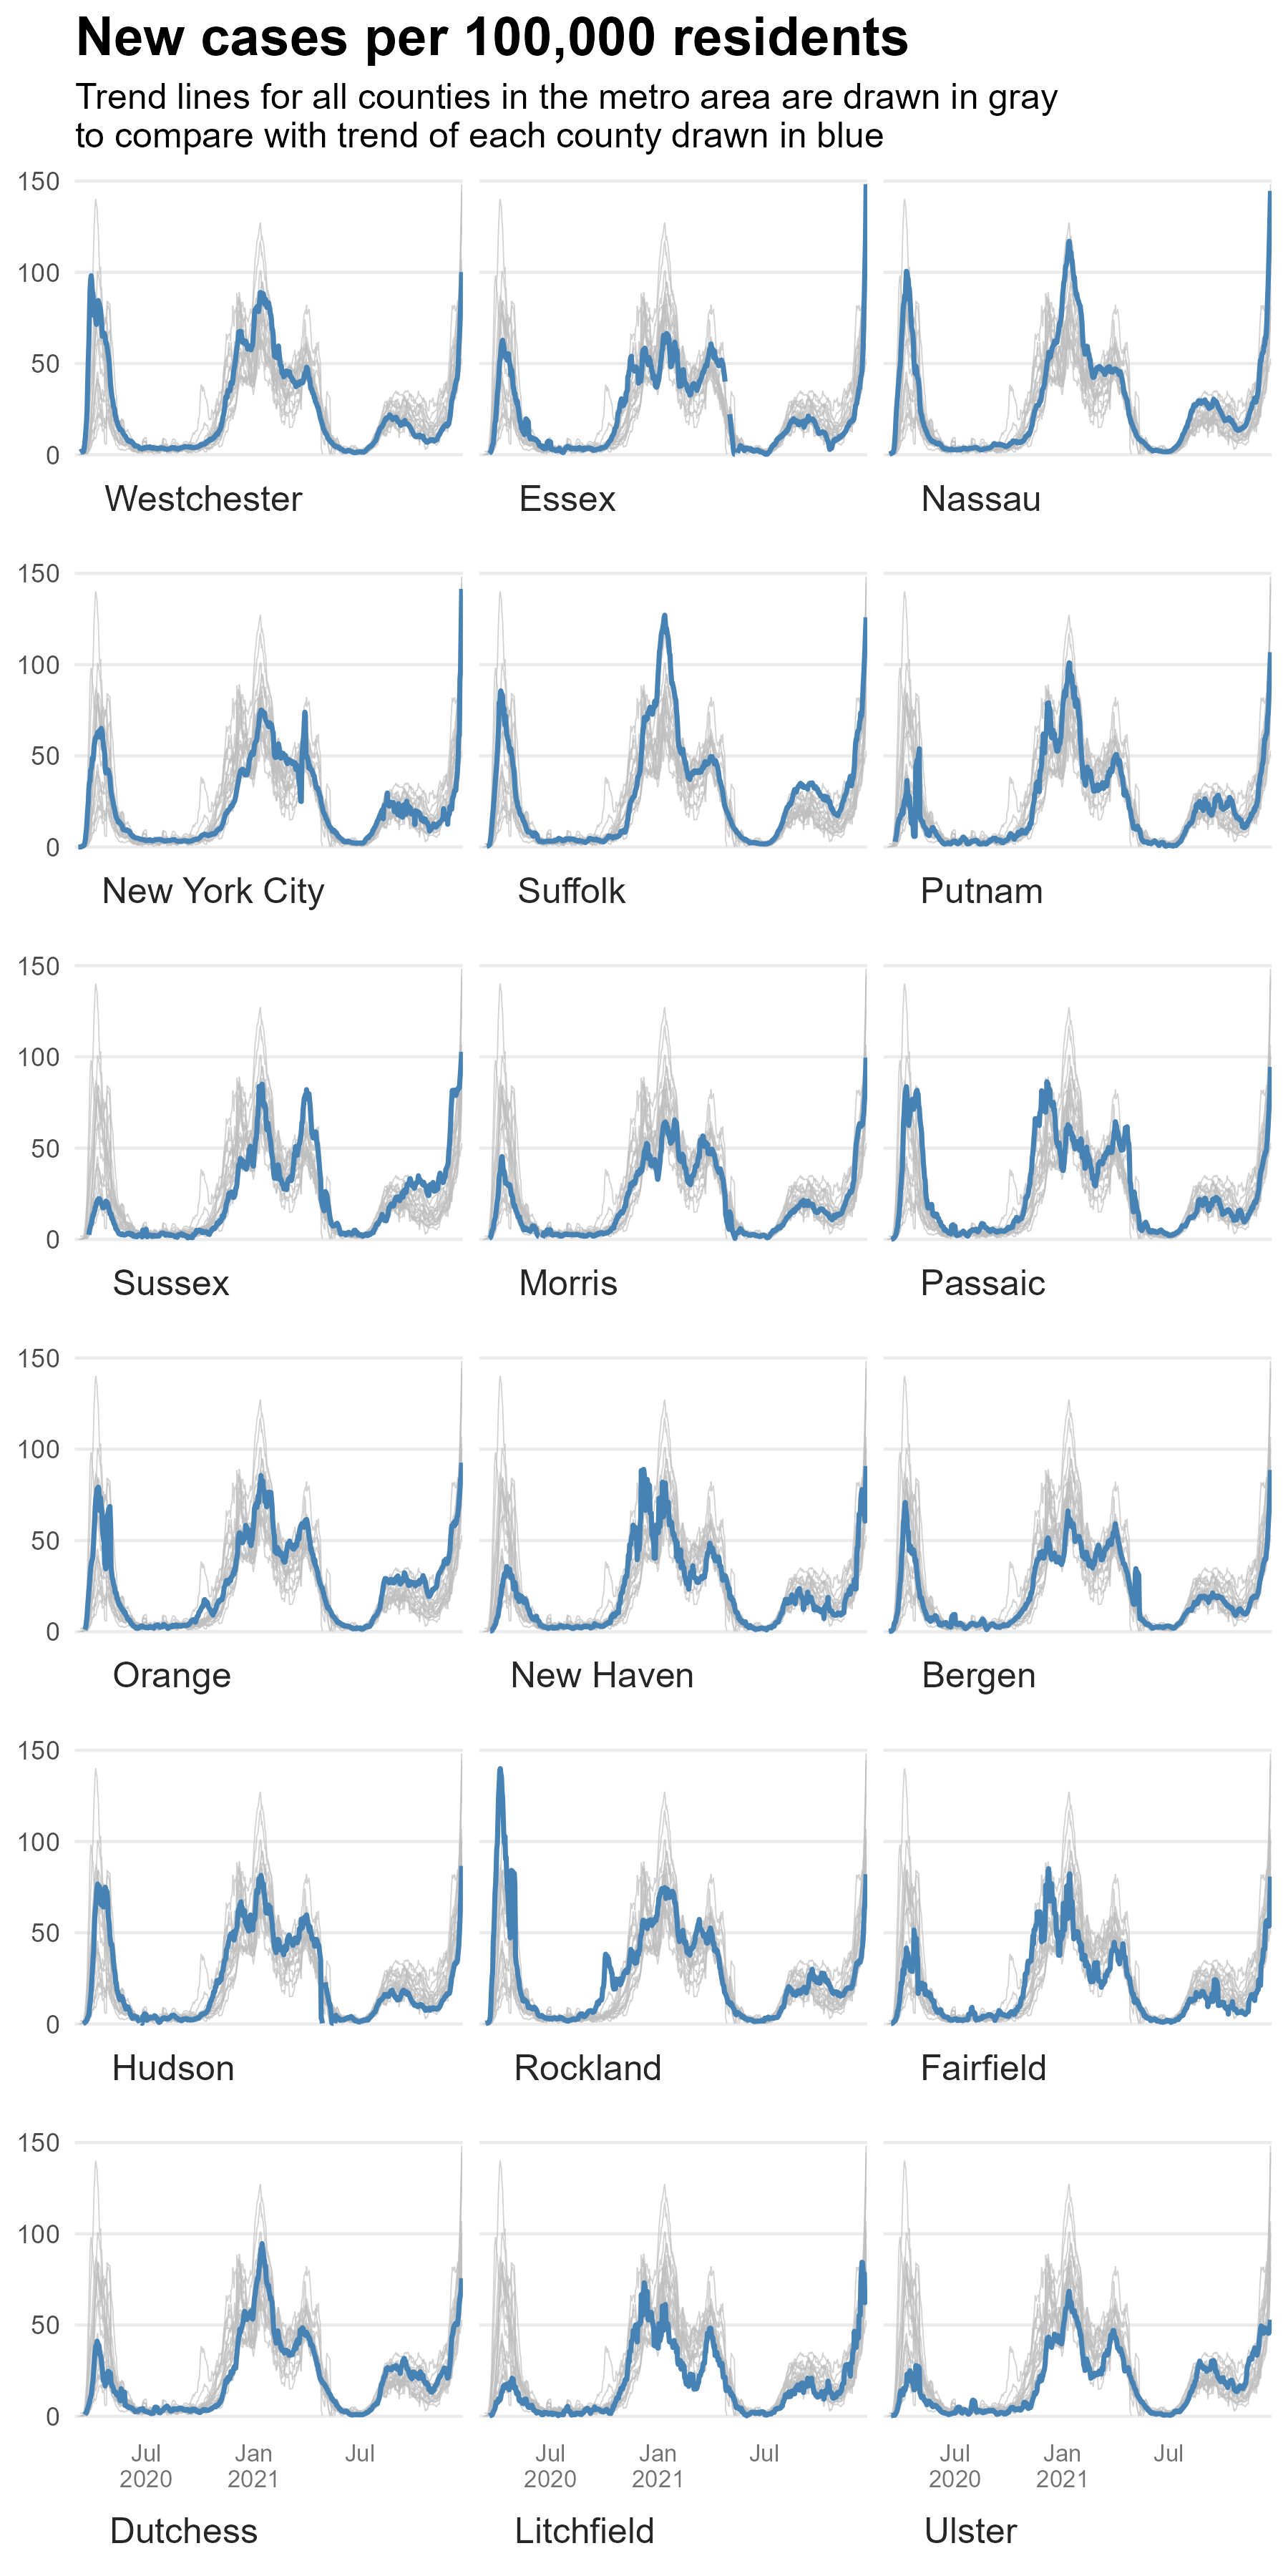 New cases per 100,000 residents
Trend lines for all counties in the metro area are drawn in gray
to compare with trend of each county drawn in blue
150
100
50
0
Westchester
Essex
Nassau
150
100
50
0
New York City
Suffolk
Putnam
150
100
50
0
Sussex
Morris
Passaic
150
100
50
0
Orange
New Haven
Bergen
150
100
50
0
Hudson
Rockland
Fairfield
150
100
50
0
Jul
2020
Jan
2021
Jul
Jul
2020
Jan
2021
Jul
Jul
2020
Jan
2021
Jul
Dutchess
Litchfield
Ulster